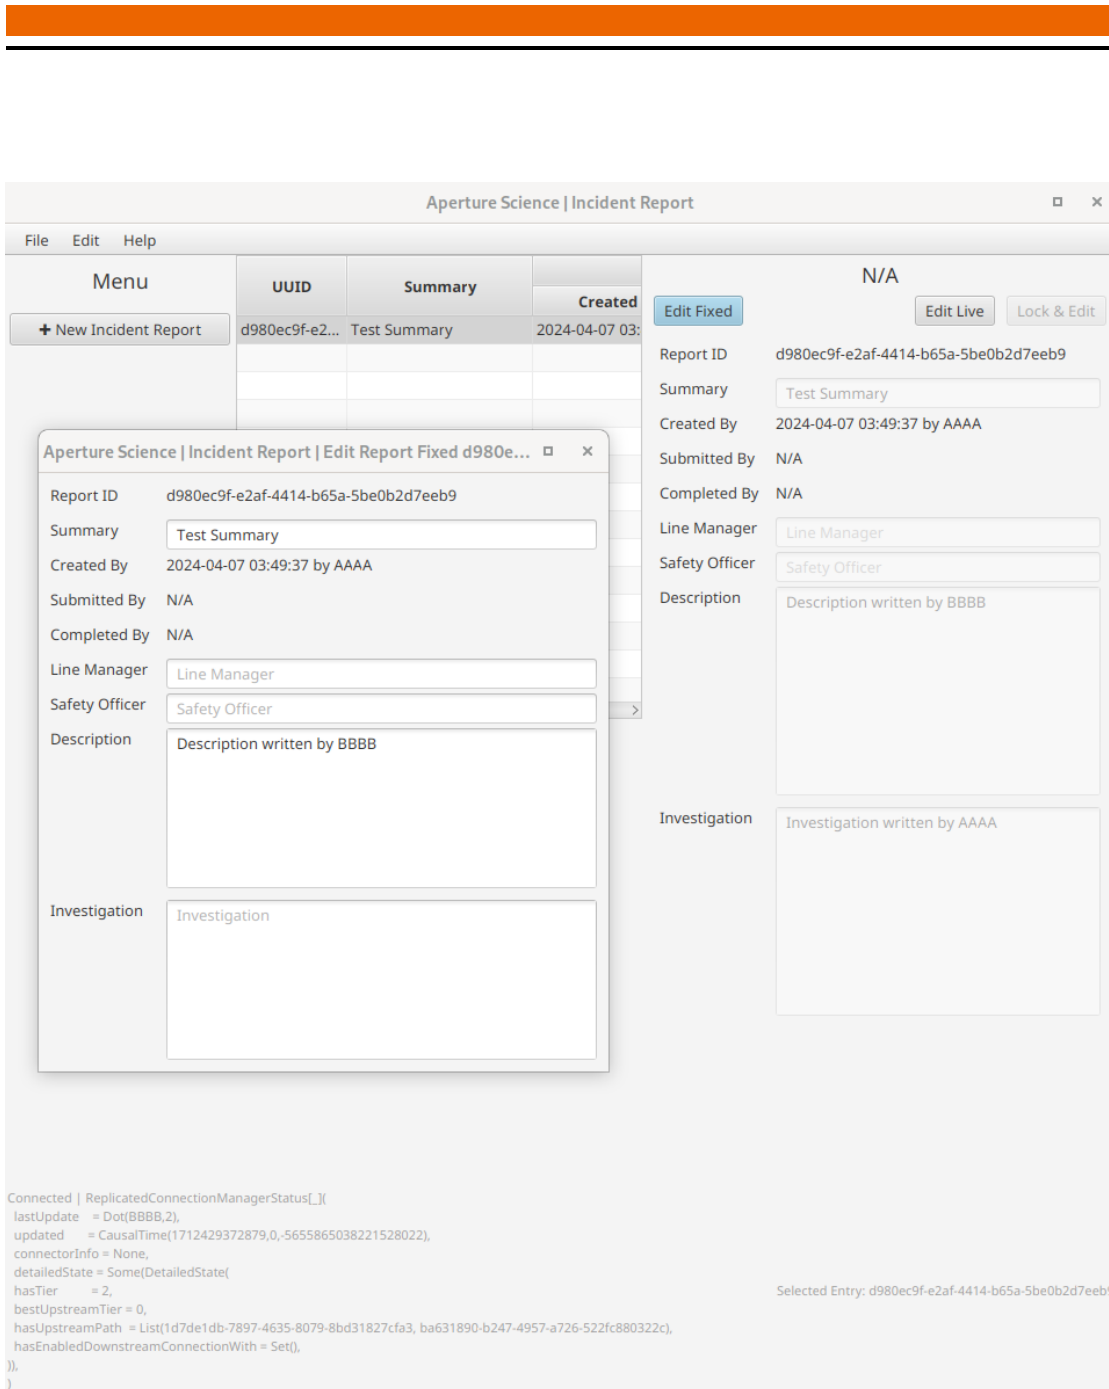 Aperture Science | Incident Report
File Edit Help
Menu
+ New Incident Report
UUID Summary Created
d980ec9f-e2... Test Summary 2024-04-07 03:
N/A
Edit Fixed Edit Live Lock & Edit
Report ID d980ec9f-e2af-4414-b65a-5be0b2d7eeb9
Summary Test Summary
Created By 2024-04-07 03:49:37 by AAAA
Submitted By N/A
Completed By N/A
Line Manager Line Manager
Safety Officer Safety Officer
Description Description written by BBBB
Investigation Investigation written by AAAA
Aperture Science | Incident Report | Edit Report Fixed d980e...
Report ID d980ec9f-e2af-4414-b65a-5be0b2d7eeb9
Summary Test Summary
Created By 2024-04-07 03:49:37 by AAAA
Submitted By N/A
Completed By N/A
Line Manager Line Manager
Safety Officer Safety Officer
Description Description written by BBBB
Investigation Investigation
Connected | ReplicatedConnectionManagerStatus[_](
lastUpdate = Dot(BBBB,2),
updated = CausalTime(1712429372879,0,-5655865038221528022),
connectorInfo = None,
detailedState = Some(DetailedState(
hasTier = 2,
bestUpstreamTier = 0,
hasUpstreamPath = List(1d7de1db-7897-4635-8079-8bd31827cfa3, ba631890-b247-4957-a726-522fc880322c),
hasEnabledDownstreamConnectionWith = Set(),
)),
)
Selected Entry: d980ec9f-e2af-4414-b65a-5be0b2d7eeb9